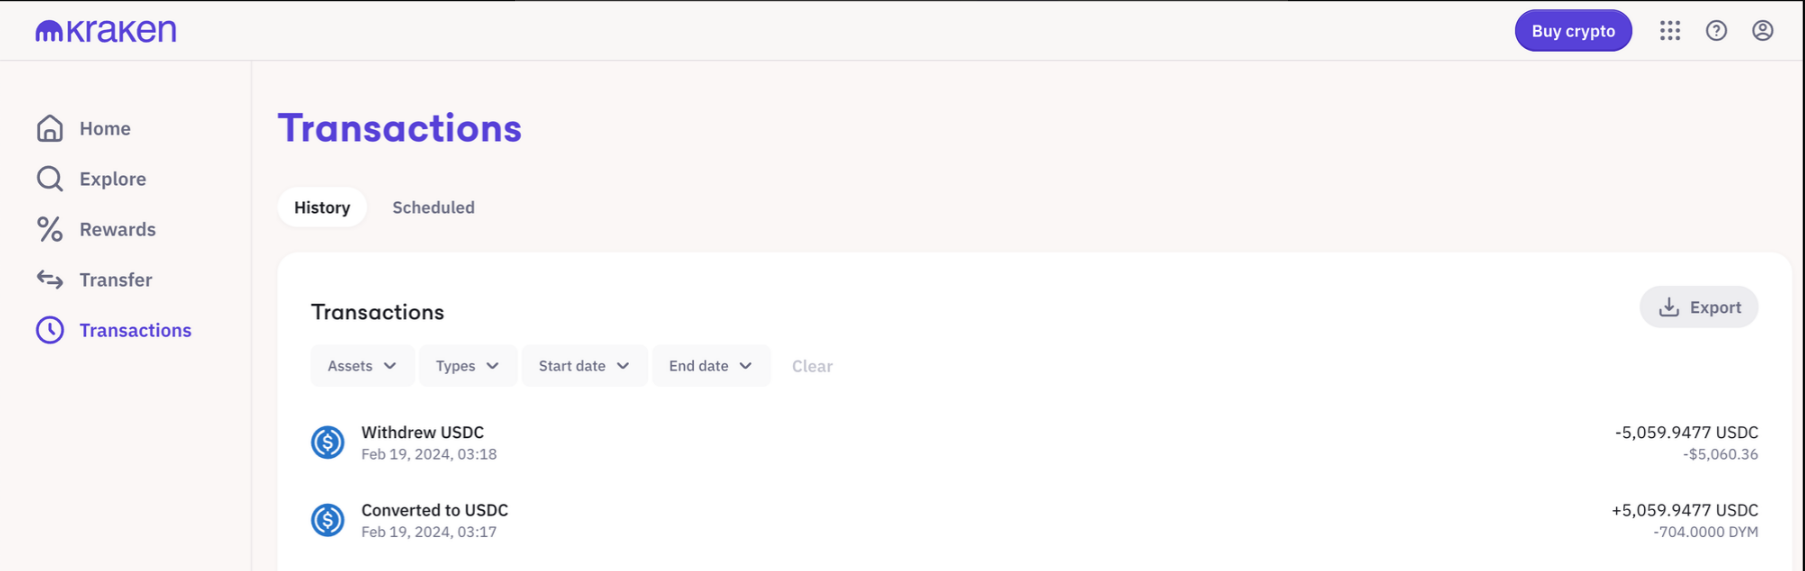 kraken
Buy crypto
Home
Explore
Rewards
Transfer
Transactions
Transactions
History
Scheduled
Transactions
Export
Assets
Types
Start date
End date
Clear
Withdrew USDC
-5,059.9477 USDC
Feb 19, 2024, 03:18
-$5,060.36
Converted to USDC
+5,059.9477 USDC
Feb 19, 2024, 03:17
-704.0000 DYM